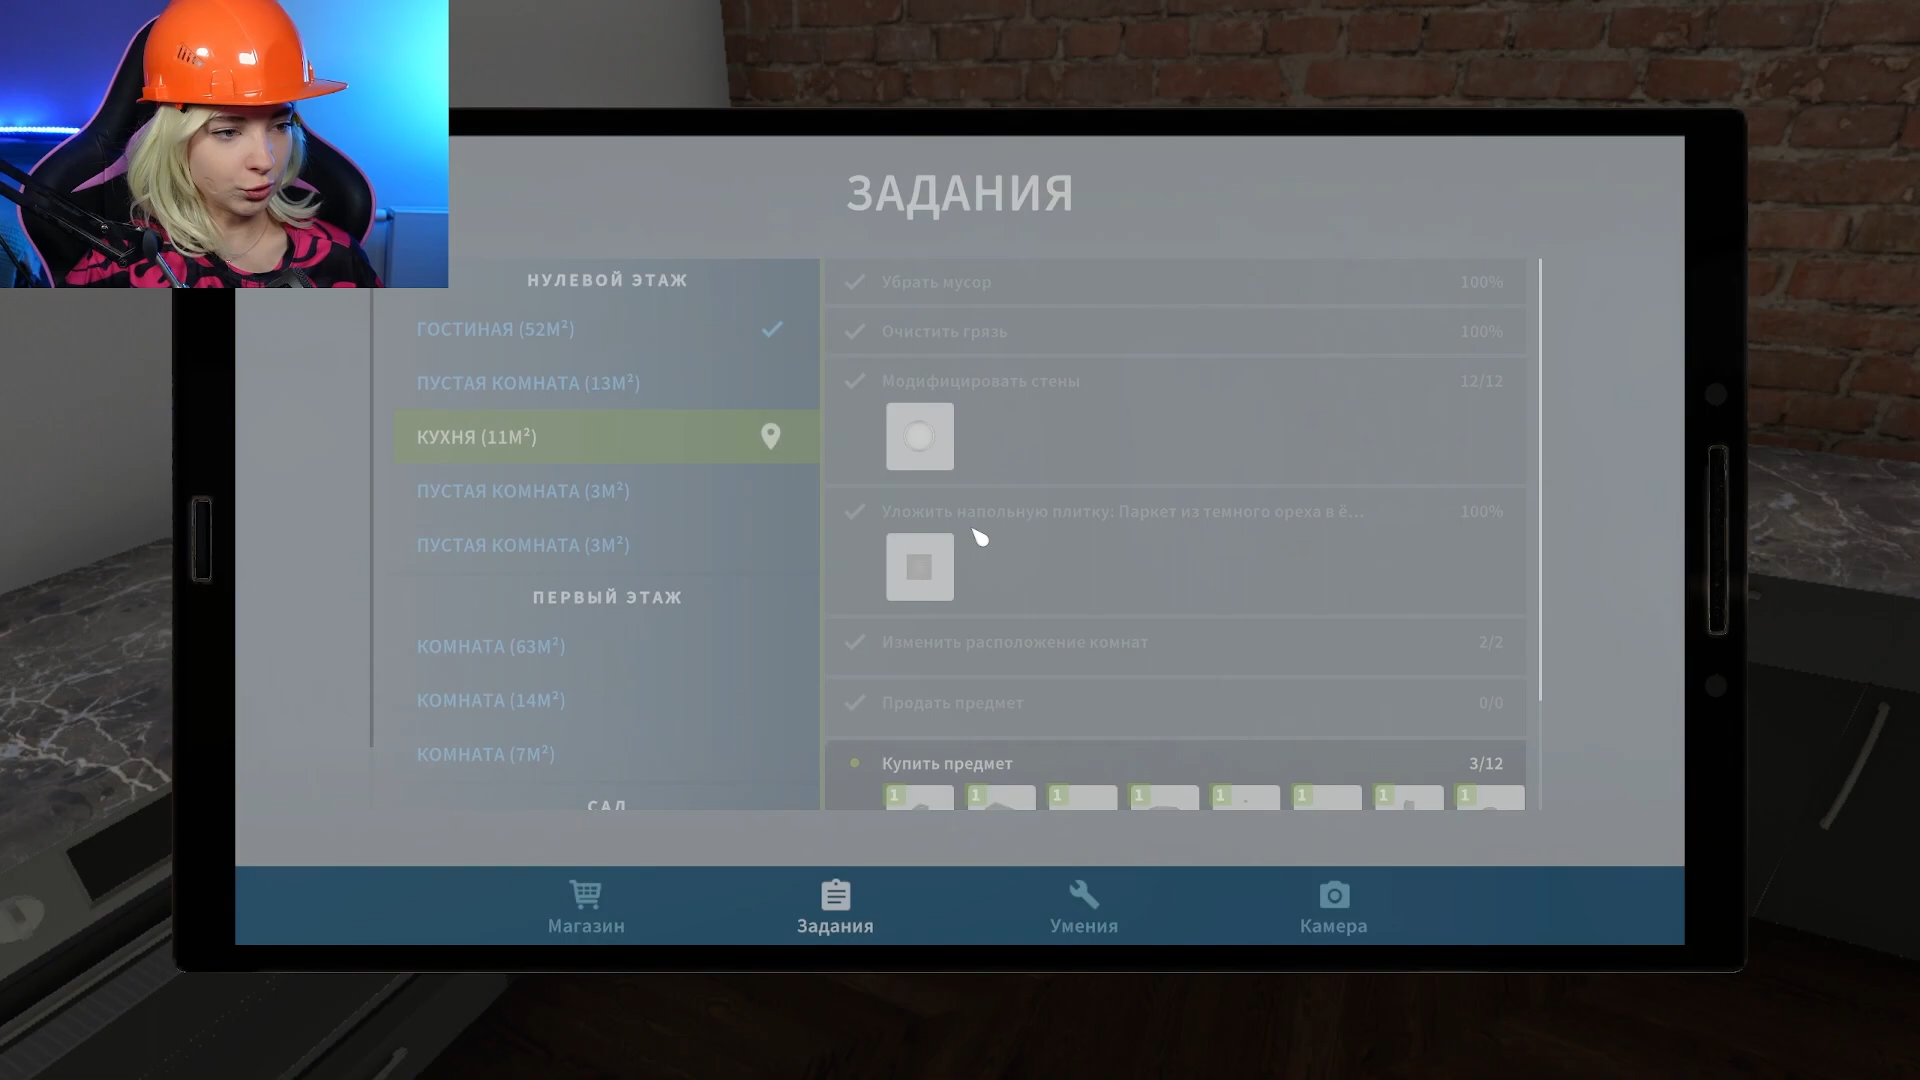 ЗАДАНИЯ
НУЛЕВОЙ ЭТАЖ
ГОСТИНАЯ (52М²)
ПУСТАЯ КОМНАТА (13М²)
КУХНЯ (11М²)
ПУСТАЯ КОМНАТА (3М²)
ПУСТАЯ КОМНАТА (3М²)
ПЕРВЫЙ ЭТАЖ
КОМНАТА (63М²)
КОМНАТА (14М²)
КОМНАТА (7М²)
САД
Убрать мусор 100%
Очистить грязь 100%
Модифицировать стены 12/12
Уложить напольную плитку: Паркет из темного ореха в ё... 100%
Изменить расположение комнат 2/2
Продать предмет 0/0
Купить предмет 3/12
1 1 1 1 1 1 1 1
Магазин Задания Умения Камера